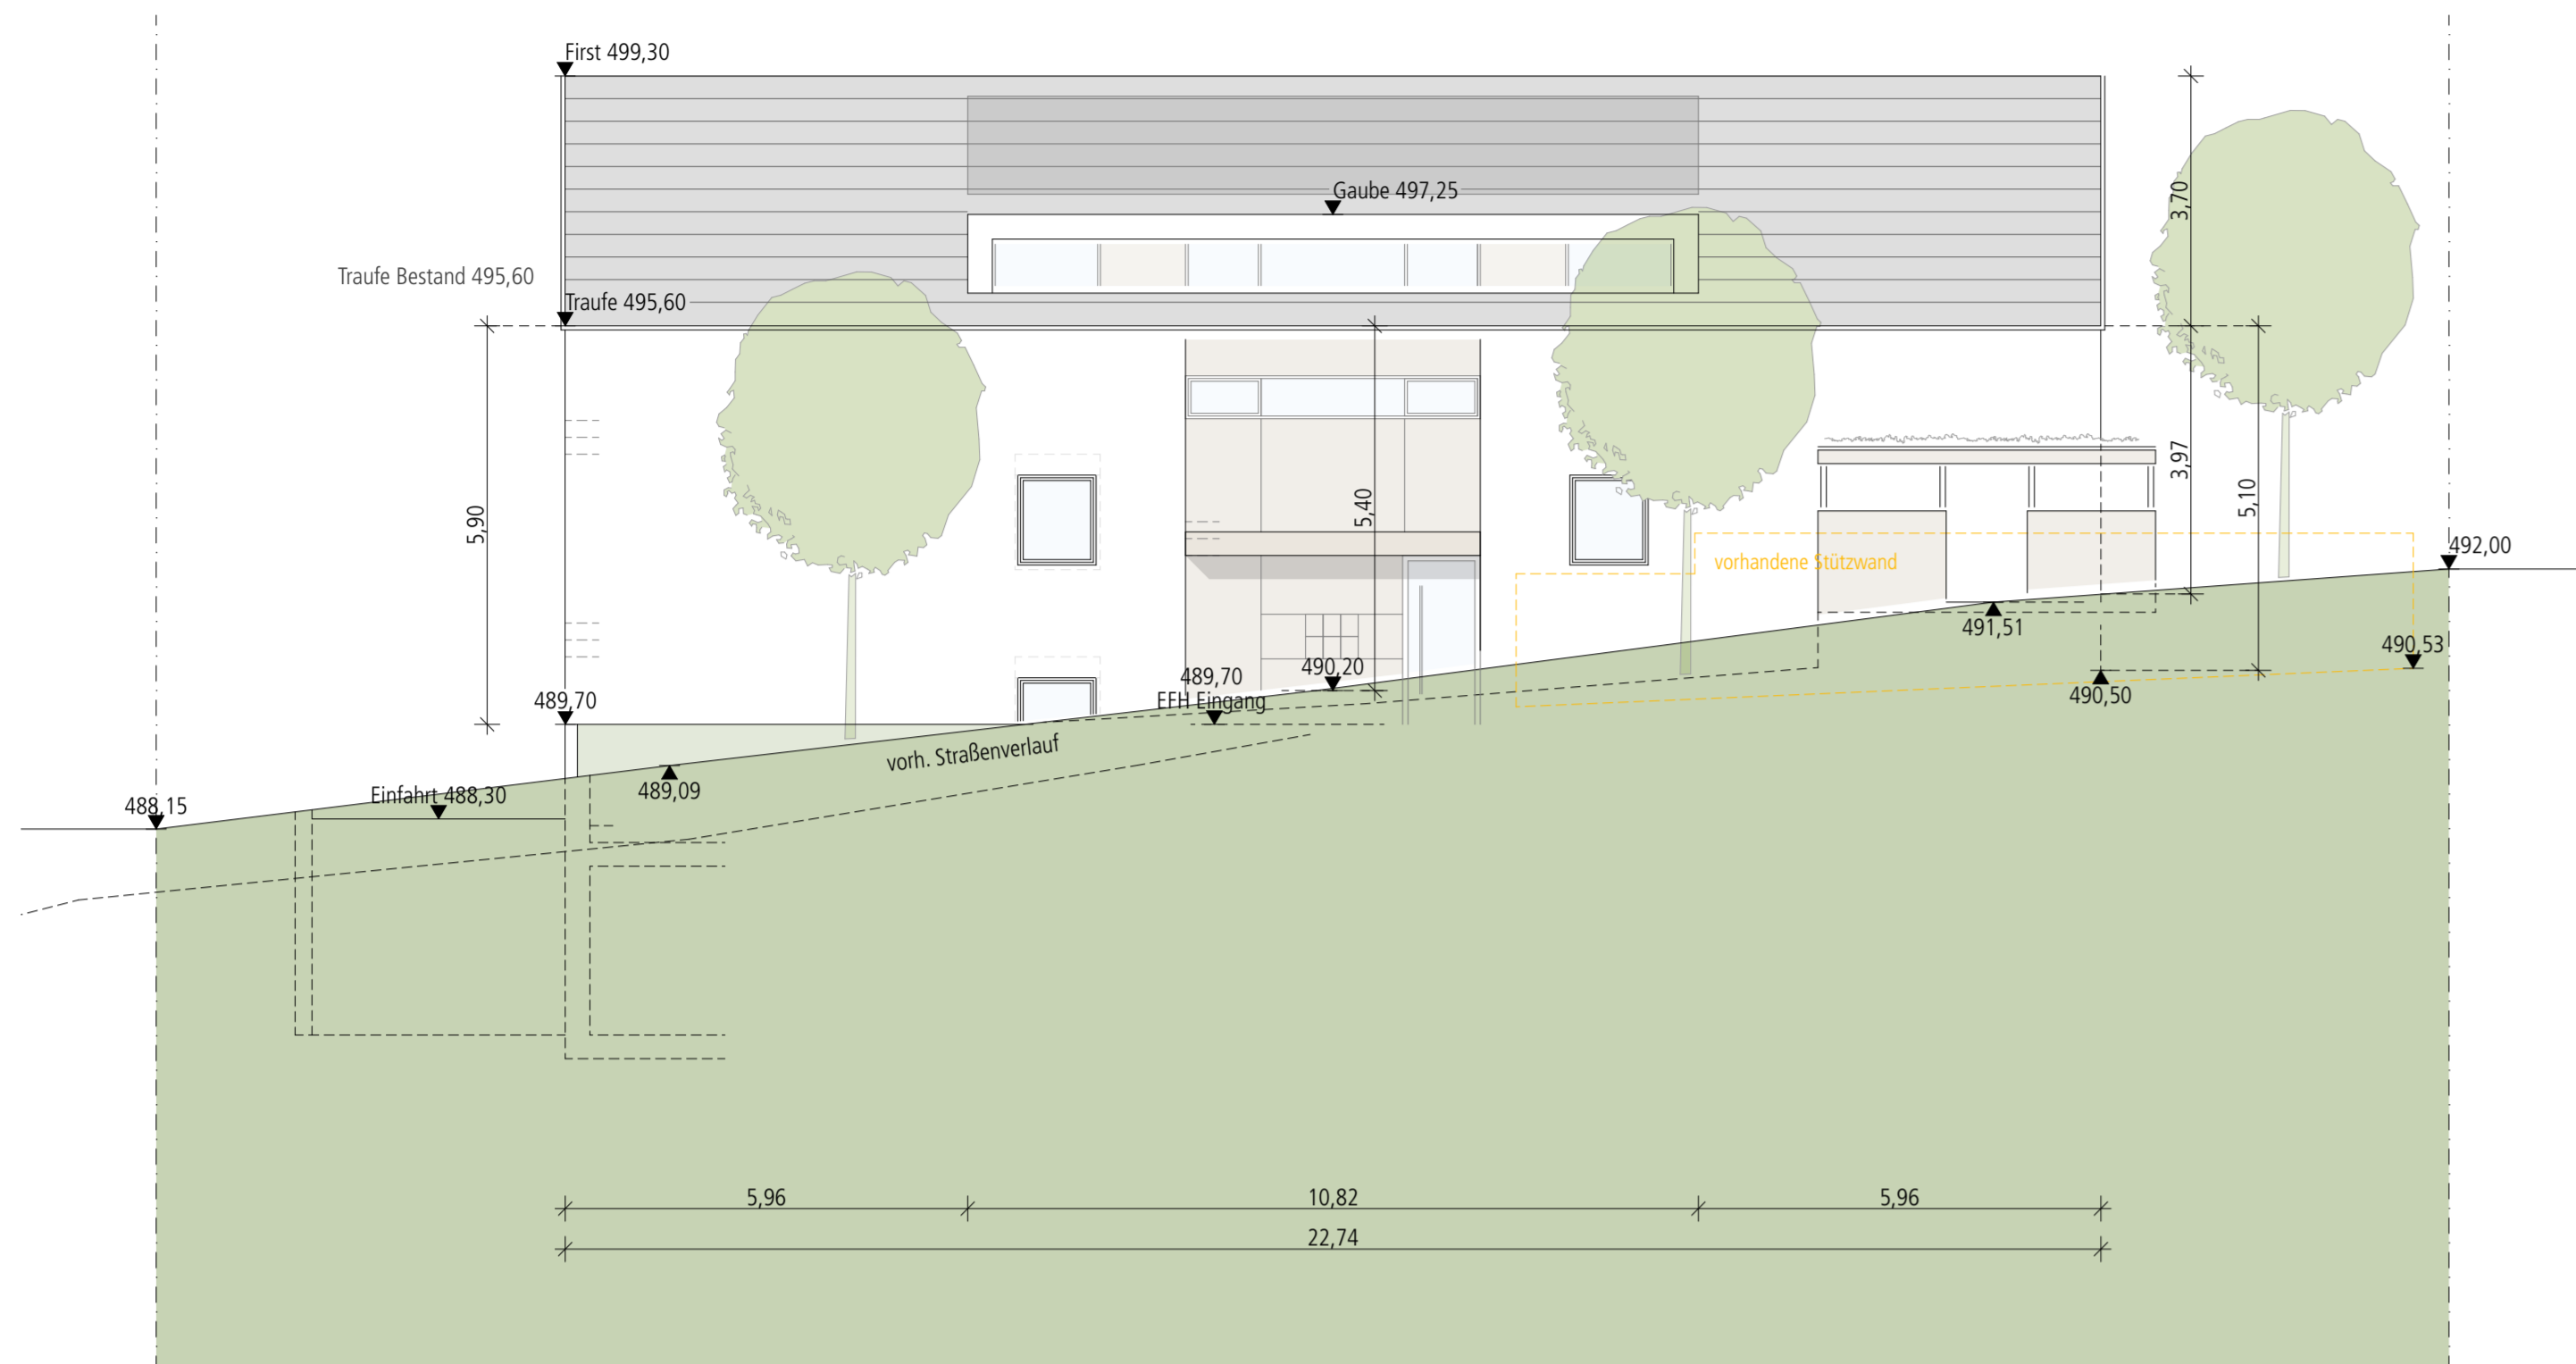 First 499,30
Gaube 497,25
3,70
Traufe Bestand 495,60
Traufe 495,60
5,90
5,40
3,97
5,10
492,00
vorhandene Stützwand
491,51
490,53
490,50
489,70
489,70
EFH Eingang
490,20
vorh. Straßenverlauf
489,09
Einfahrt 488,30
488,15
5,96
10,82
5,96
22,74